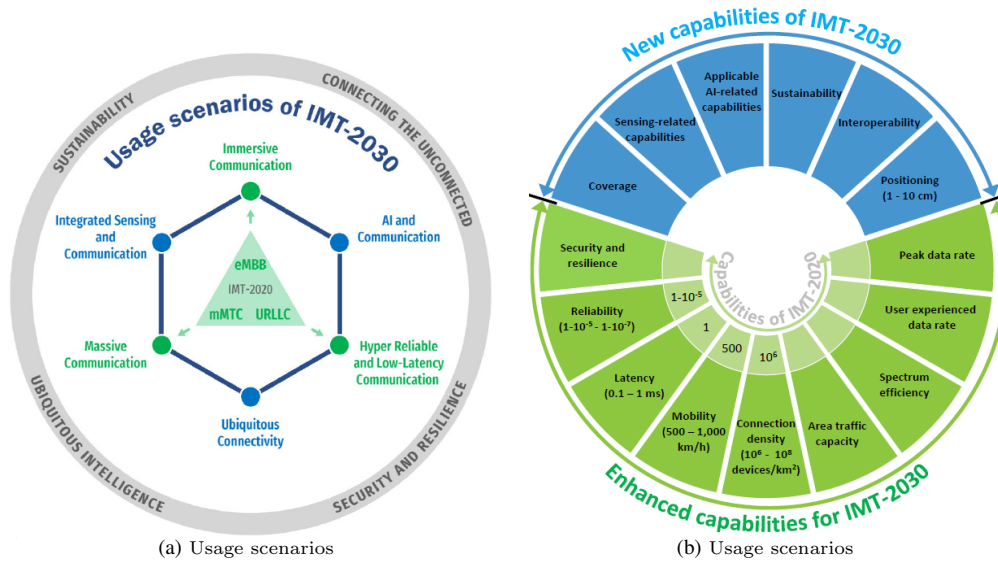 Usage scenarios of IMT-2030
SUSTAINABILITY
CONNECTING THE UNCONNECTED
UBIQUITOUS INTELLIGENCE
SECURITY AND RESILIENCE
Immersive
Communication
Integrated Sensing
and
Communication
AI and
Communication
eMBB
IMT-2020
mMTC URLLC
Massive
Communication
Hyper Reliable
and Low-Latency
Communication
Ubiquitous
Connectivity
(a) Usage scenarios
New capabilities of IMT-2030
Coverage
Sensing-related
capabilities
Applicable
AI-related
capabilities
Sustainability
Interoperability
Positioning
(1 - 10 cm)
Security and
resilience
Reliability
(1-10⁻⁵ - 1-10⁻⁷)
Latency
(0.1 – 1 ms)
Mobility
(500 – 1,000
km/h)
Connection
density
(10⁶ - 10⁸
devices/km²)
Area traffic
capacity
Spectrum
efficiency
User experienced
data rate
Peak data rate
Capabilities of IMT-2020
1-10⁻⁵
1
500
10⁶
Enhanced capabilities for IMT-2030
(b) Usage scenarios